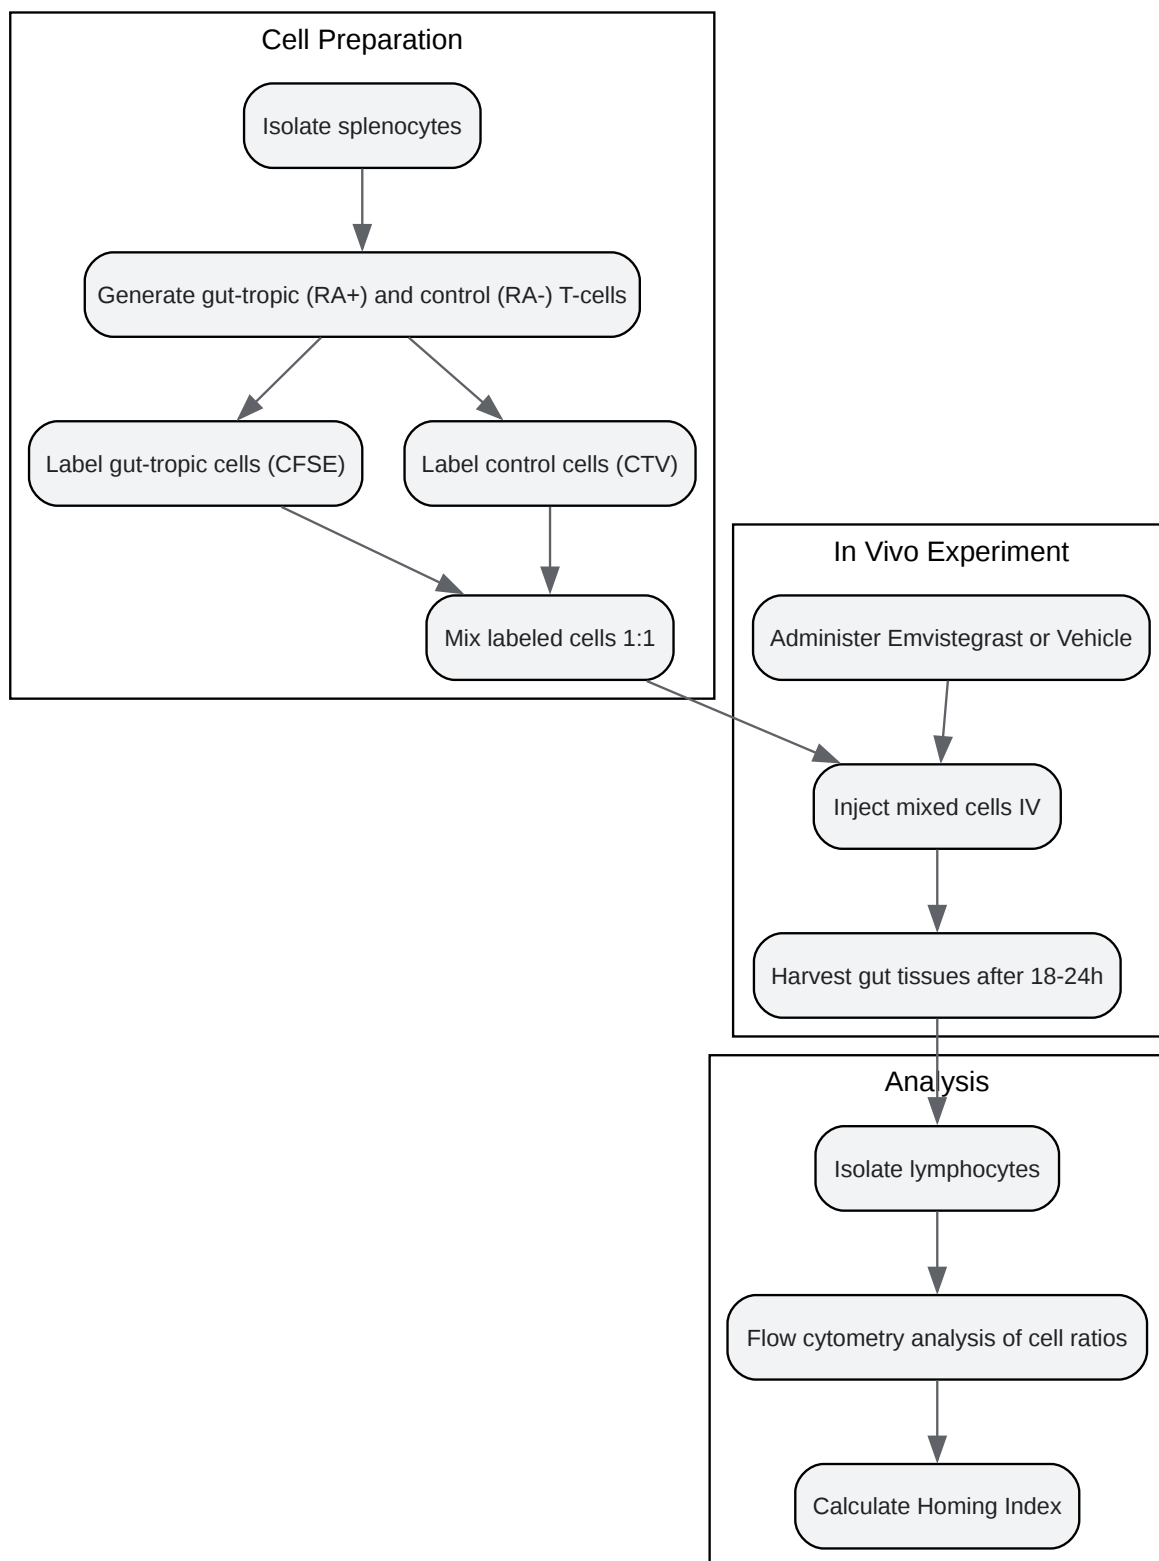 Cell Preparation
Isolate splenocytes
Generate gut-tropic (RA+) and control (RA-) T-cells
Label gut-tropic cells (CFSE)
Label control cells (CTV)
Mix labeled cells 1:1
In Vivo Experiment
Administer Emvistegrast or Vehicle
Inject mixed cells IV
Harvest gut tissues after 18-24h
Analysis
Isolate lymphocytes
Flow cytometry analysis of cell ratios
Calculate Homing Index